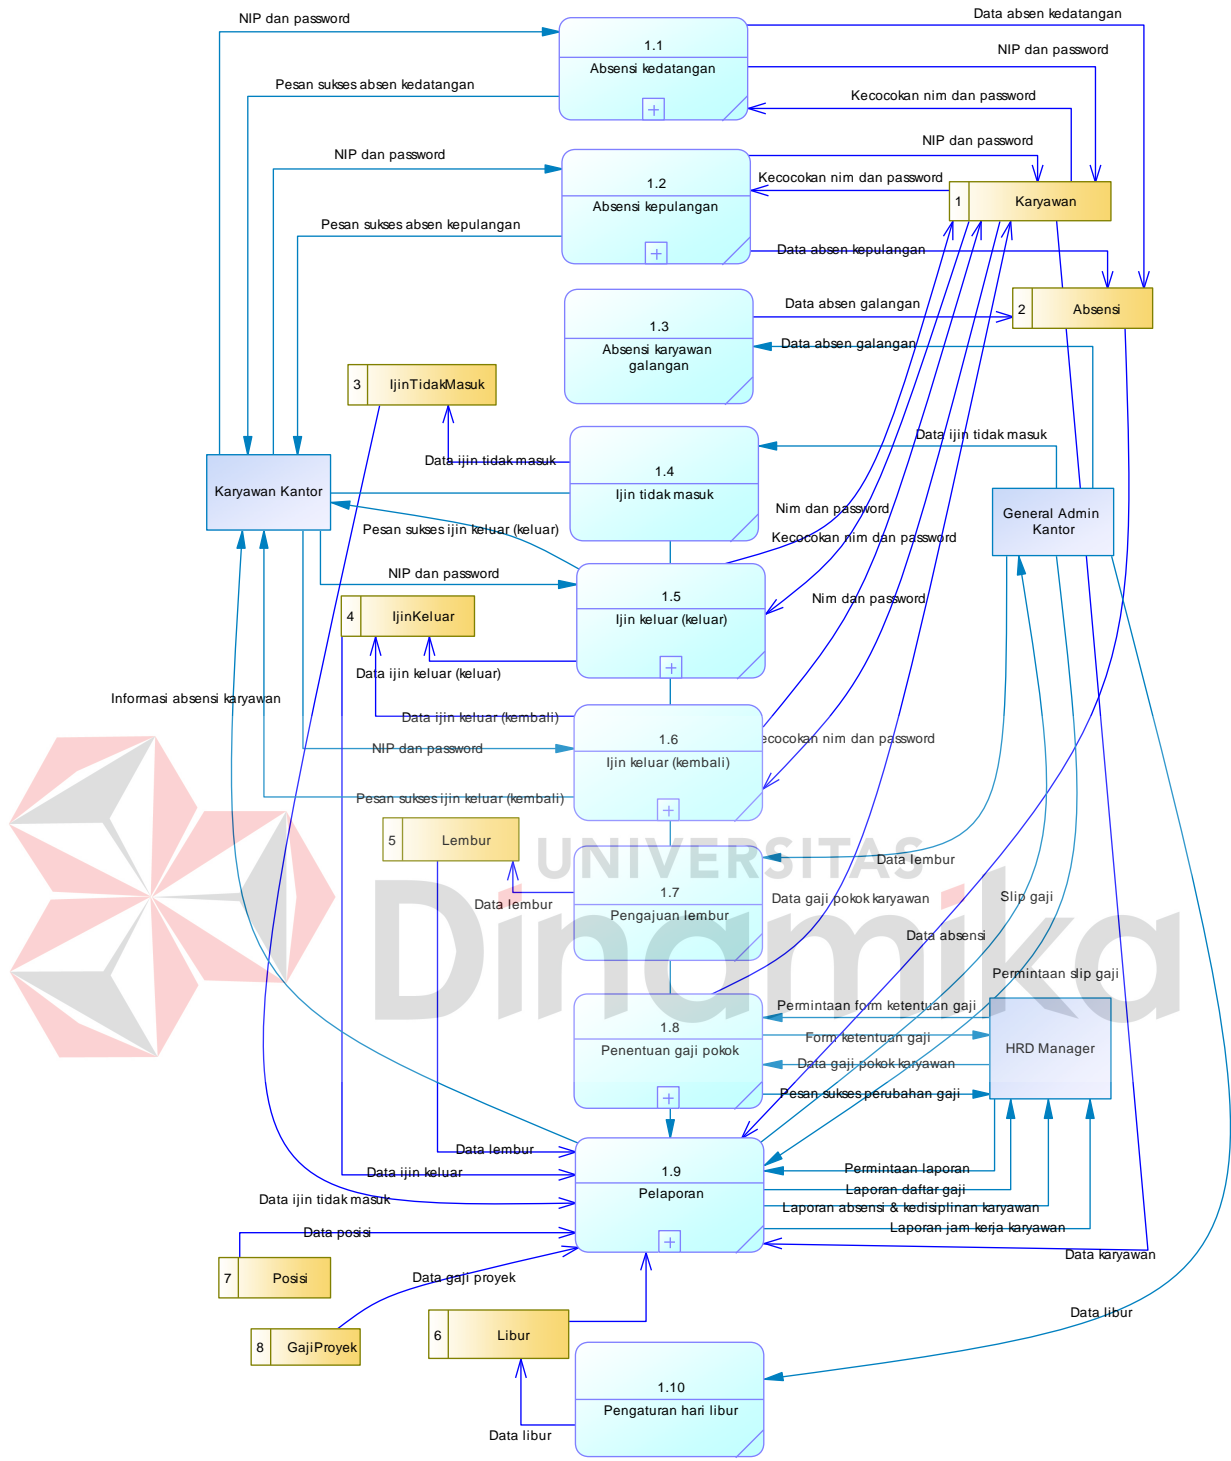 NIP dan password
Data absen kedatangan
1.1
Absensi kedatangan
NIP dan password
Pesan sukses absen kedatangan
Kecocokan nim dan password
NIP dan password
NIP dan password
1.2
Absensi kepulangan
Kecocokan nim dan password
1
Karyawan
Pesan sukses absen kepulangan
Data absen kepulangan
Data absen galangan
2
Absensi
1.3
Absensi karyawan
galangan
Data absen galangan
3
IjinTidakMasuk
Data ijin tidak masuk
Data ijin tidak masuk
1.4
Ijin tidak masuk
Karyawan Kantor
General Admin
Kantor
Nim dan password
Pesan sukses ijin keluar (keluar)
Kecocokan nim dan password
NIP dan password
1.5
Ijin keluar (keluar)
Nim dan password
4
IjinKeluar
Data ijin keluar (keluar)
Informasi absensi karyawan
Data ijin keluar (kembali)
1.6
Ijin keluar (kembali)
NIP dan password
ecocokan nim dan password
Pesan sukses ijin keluar (kembali)
5
Lembur
UNIVERSITAS
Dinamika
Data lembur
1.7
Pengajuan lembur
Data lembur
Data gaji pokok karyawan
Slip gaji
Data absensi
Permintaan slip gaji
Permintaan form ketentuan gaji
1.8
Penentuan gaji pokok
Form ketentuan gaji
HRD Manager
Data gaji pokok karyawan
Pesan sukses perubahan gaji
Data lembur
Data ijin keluar
1.9
Pelaporan
Permintaan laporan
Laporan daftar gaji
Data ijin tidak masuk
Laporan absensi & kedisiplinan karyawan
Laporan jam kerja karyawan
Data posisi
Data karyawan
7
Posisi
Data gaji proyek
Data libur
6
Libur
8
GajiProyek
1.10
Pengaturan hari libur
Data libur